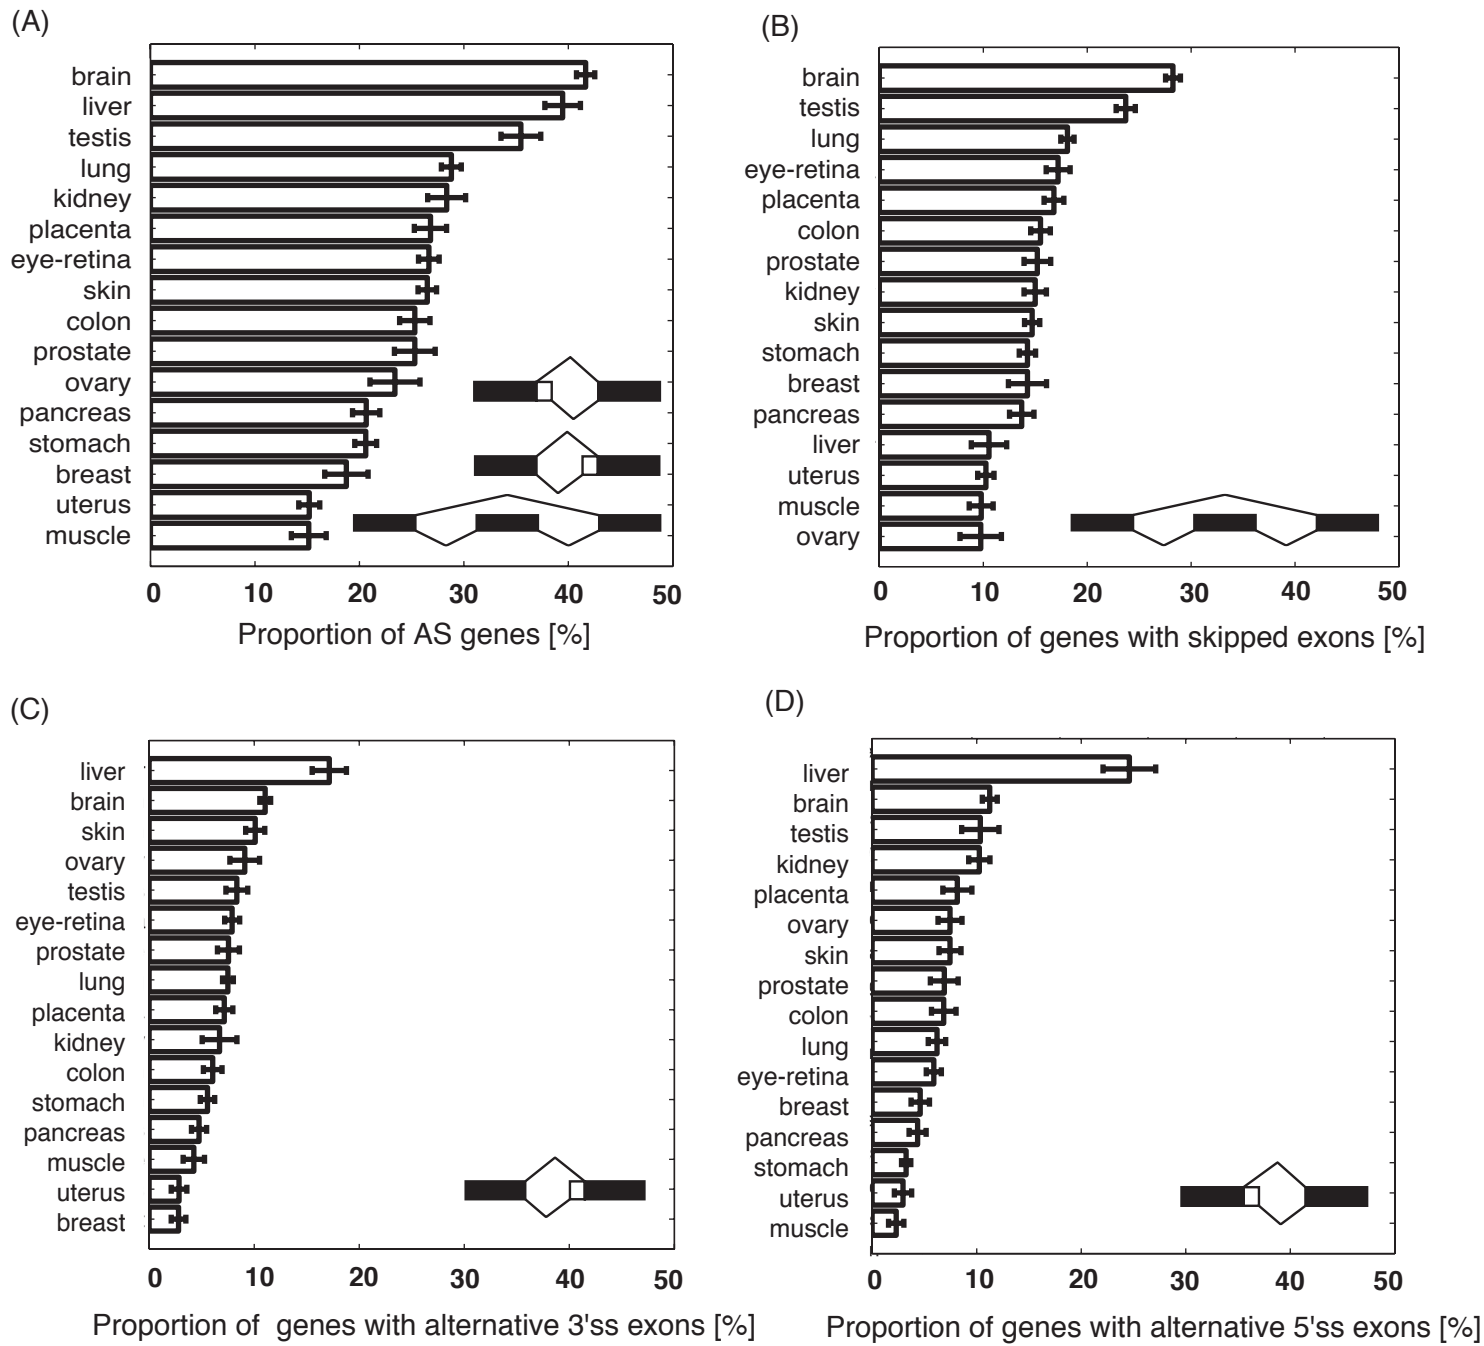 (A)
brain
liver
testis
lung
kidney
placenta
eye-retina
skin
colon
prostate
ovary
pancreas
stomach
breast
uterus
muscle
0 10 20 30 40 50
Proportion of AS genes [%]
(B)
brain
testis
lung
eye-retina
placenta
colon
prostate
kidney
skin
stomach
breast
pancreas
liver
uterus
muscle
ovary
0 10 20 30 40 50
Proportion of genes with skipped exons [%]
(C)
liver
brain
skin
ovary
testis
eye-retina
prostate
lung
placenta
kidney
colon
stomach
pancreas
muscle
uterus
breast
0 10 20 30 40 50
Proportion of genes with alternative 3'ss exons [%]
(D)
liver
brain
testis
kidney
placenta
ovary
skin
prostate
colon
lung
eye-retina
breast
pancreas
stomach
uterus
muscle
0 10 20 30 40 50
Proportion of genes with alternative 5'ss exons [%]